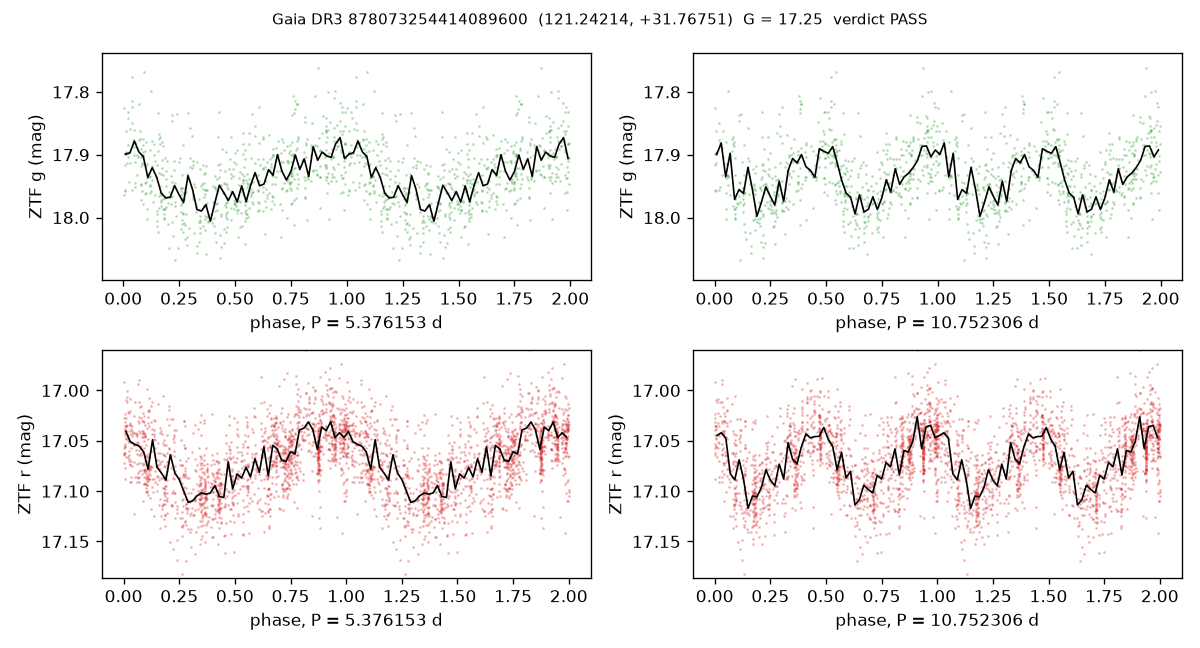 Gaia DR3 878073254414089600 (121.24214, +31.76751) G = 17.25 verdict PASS
ZTF g (mag)
17.8
17.9
18.0
0.00 0.25 0.50 0.75 1.00 1.25 1.50 1.75 2.00
phase, P = 5.376153 d
ZTF g (mag)
17.8
17.9
18.0
0.00 0.25 0.50 0.75 1.00 1.25 1.50 1.75 2.00
phase, P = 10.752306 d
ZTF r (mag)
17.00
17.05
17.10
17.15
0.00 0.25 0.50 0.75 1.00 1.25 1.50 1.75 2.00
phase, P = 5.376153 d
ZTF r (mag)
17.00
17.05
17.10
17.15
0.00 0.25 0.50 0.75 1.00 1.25 1.50 1.75 2.00
phase, P = 10.752306 d